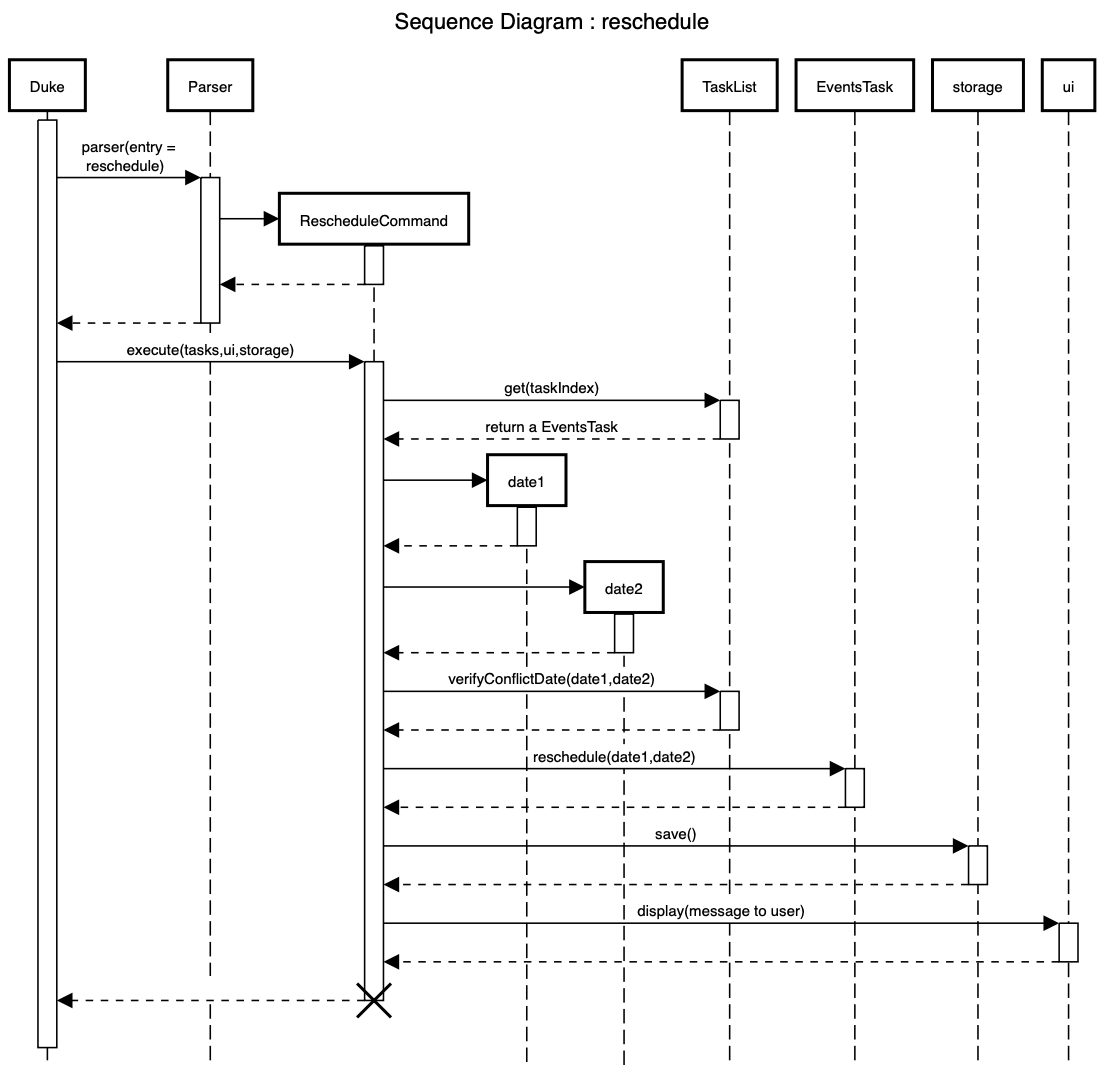 Sequence Diagram : reschedule
Duke
Parser
TaskList
EventsTask
storage
ui
parser(entry =
reschedule)
RescheduleCommand
execute(tasks,ui,storage)
get(taskIndex)
return a EventsTask
date1
date2
verifyConflictDate(date1,date2)
reschedule(date1,date2)
save()
display(message to user)